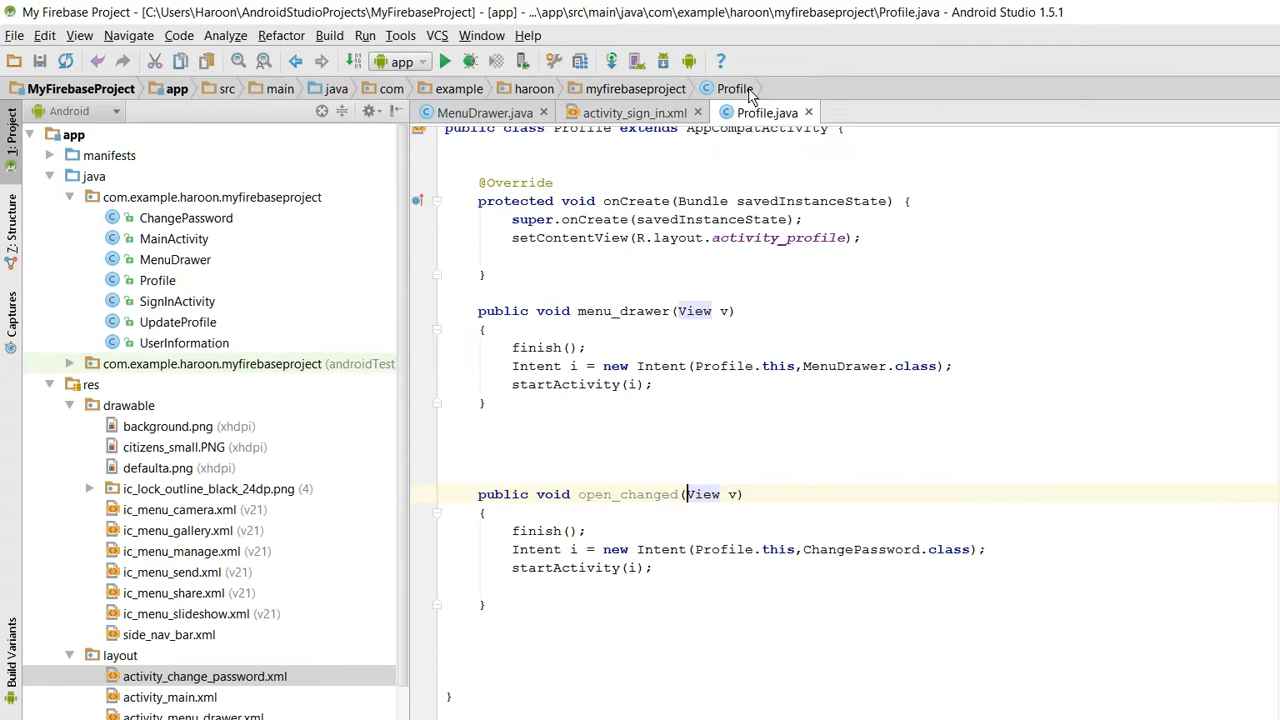 My Firebase Project - [C:\Users\Haroon\AndroidStudioProjects\MyFirebaseProject] - [app] - ...\app\src\main\java\com\example\haroon\myfirebaseproject\Profile.java - Android Studio 1.5.1
File Edit View Navigate Code Analyze Refactor Build Run Tools VCS Window Help
app
MyFirebaseProject app src main java com example haroon myfirebaseproject Profile
Android
MenuDrawer.java activity_sign_in.xml Profile.java
1: Project
7: Structure
Captures
Build Variants
app
manifests
java
com.example.haroon.myfirebaseproject
ChangePassword
MainActivity
MenuDrawer
Profile
SignInActivity
UpdateProfile
UserInformation
com.example.haroon.myfirebaseproject (androidTest
res
drawable
background.png (xhdpi)
citizens_small.PNG (xhdpi)
defaulta.png (xhdpi)
ic_lock_outline_black_24dp.png (4)
ic_menu_camera.xml (v21)
ic_menu_gallery.xml (v21)
ic_menu_manage.xml (v21)
ic_menu_send.xml (v21)
ic_menu_share.xml (v21)
ic_menu_slideshow.xml (v21)
side_nav_bar.xml
layout
activity_change_password.xml
activity_main.xml
activity_menu_drawer.xml
public class Profile extends AppCompatActivity {
@Override
protected void onCreate(Bundle savedInstanceState) {
super.onCreate(savedInstanceState);
setContentView(R.layout.activity_profile);
}
public void menu_drawer(View v)
{
finish();
Intent i = new Intent(Profile.this,MenuDrawer.class);
startActivity(i);
}
public void open_changed(View v)
{
finish();
Intent i = new Intent(Profile.this,ChangePassword.class);
startActivity(i);
}
}